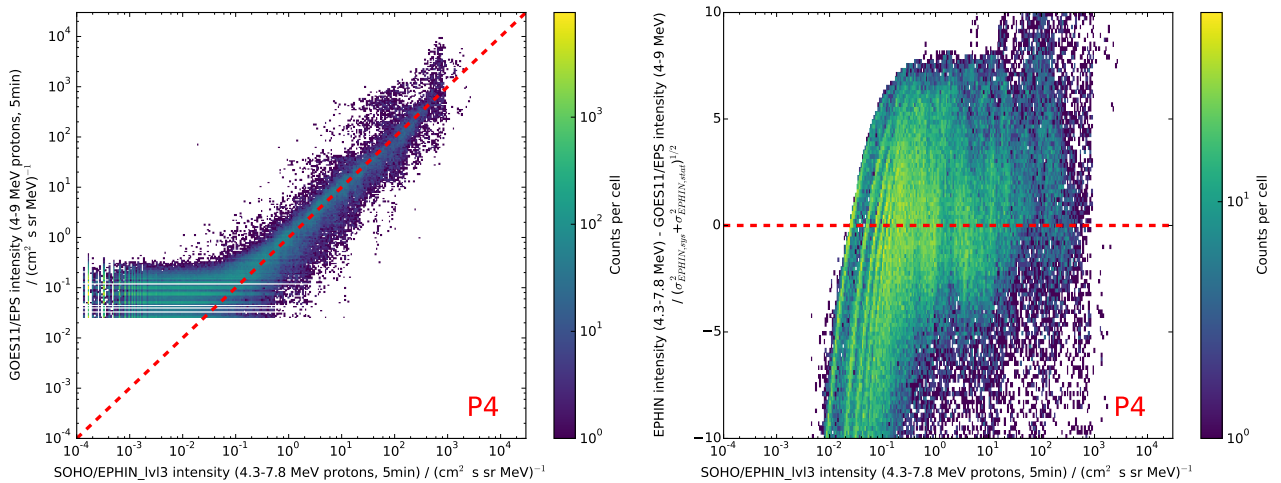 10⁴
10³
10²
10¹
10⁰
10⁻¹
10⁻²
10⁻³
10⁻⁴
GOES11/EPS intensity (4-9 MeV protons, 5min)
/ (cm² s sr MeV)⁻¹
P4
10⁻⁴ 10⁻³ 10⁻² 10⁻¹ 10⁰ 10¹ 10² 10³ 10⁴
SOHO/EPHIN_lvl3 intensity (4.3-7.8 MeV protons, 5min) / (cm² s sr MeV)⁻¹
10³
10²
10¹
10⁰
Counts per cell
10
5
0
−5
−10
EPHIN intensity (4.3-7.8 MeV) - GOES11/EPS intensity (4-9 MeV)
/ (σ²EPHIN,sys+σ²EPHIN,stat)¹/²
P4
10⁻⁴ 10⁻³ 10⁻² 10⁻¹ 10⁰ 10¹ 10² 10³ 10⁴
SOHO/EPHIN_lvl3 intensity (4.3-7.8 MeV protons, 5min) / (cm² s sr MeV)⁻¹
10¹
10⁰
Counts per cell